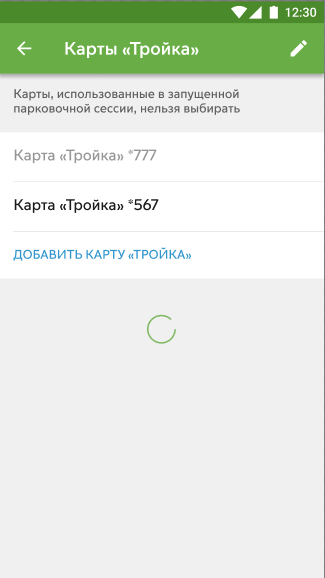 12:30
Карты «Тройка»
Карты, использованные в запущенной
парковочной сессии, нельзя выбирать
Карта «Тройка» *777
Карта «Тройка» *567
ДОБАВИТЬ КАРТУ «ТРОЙКА»